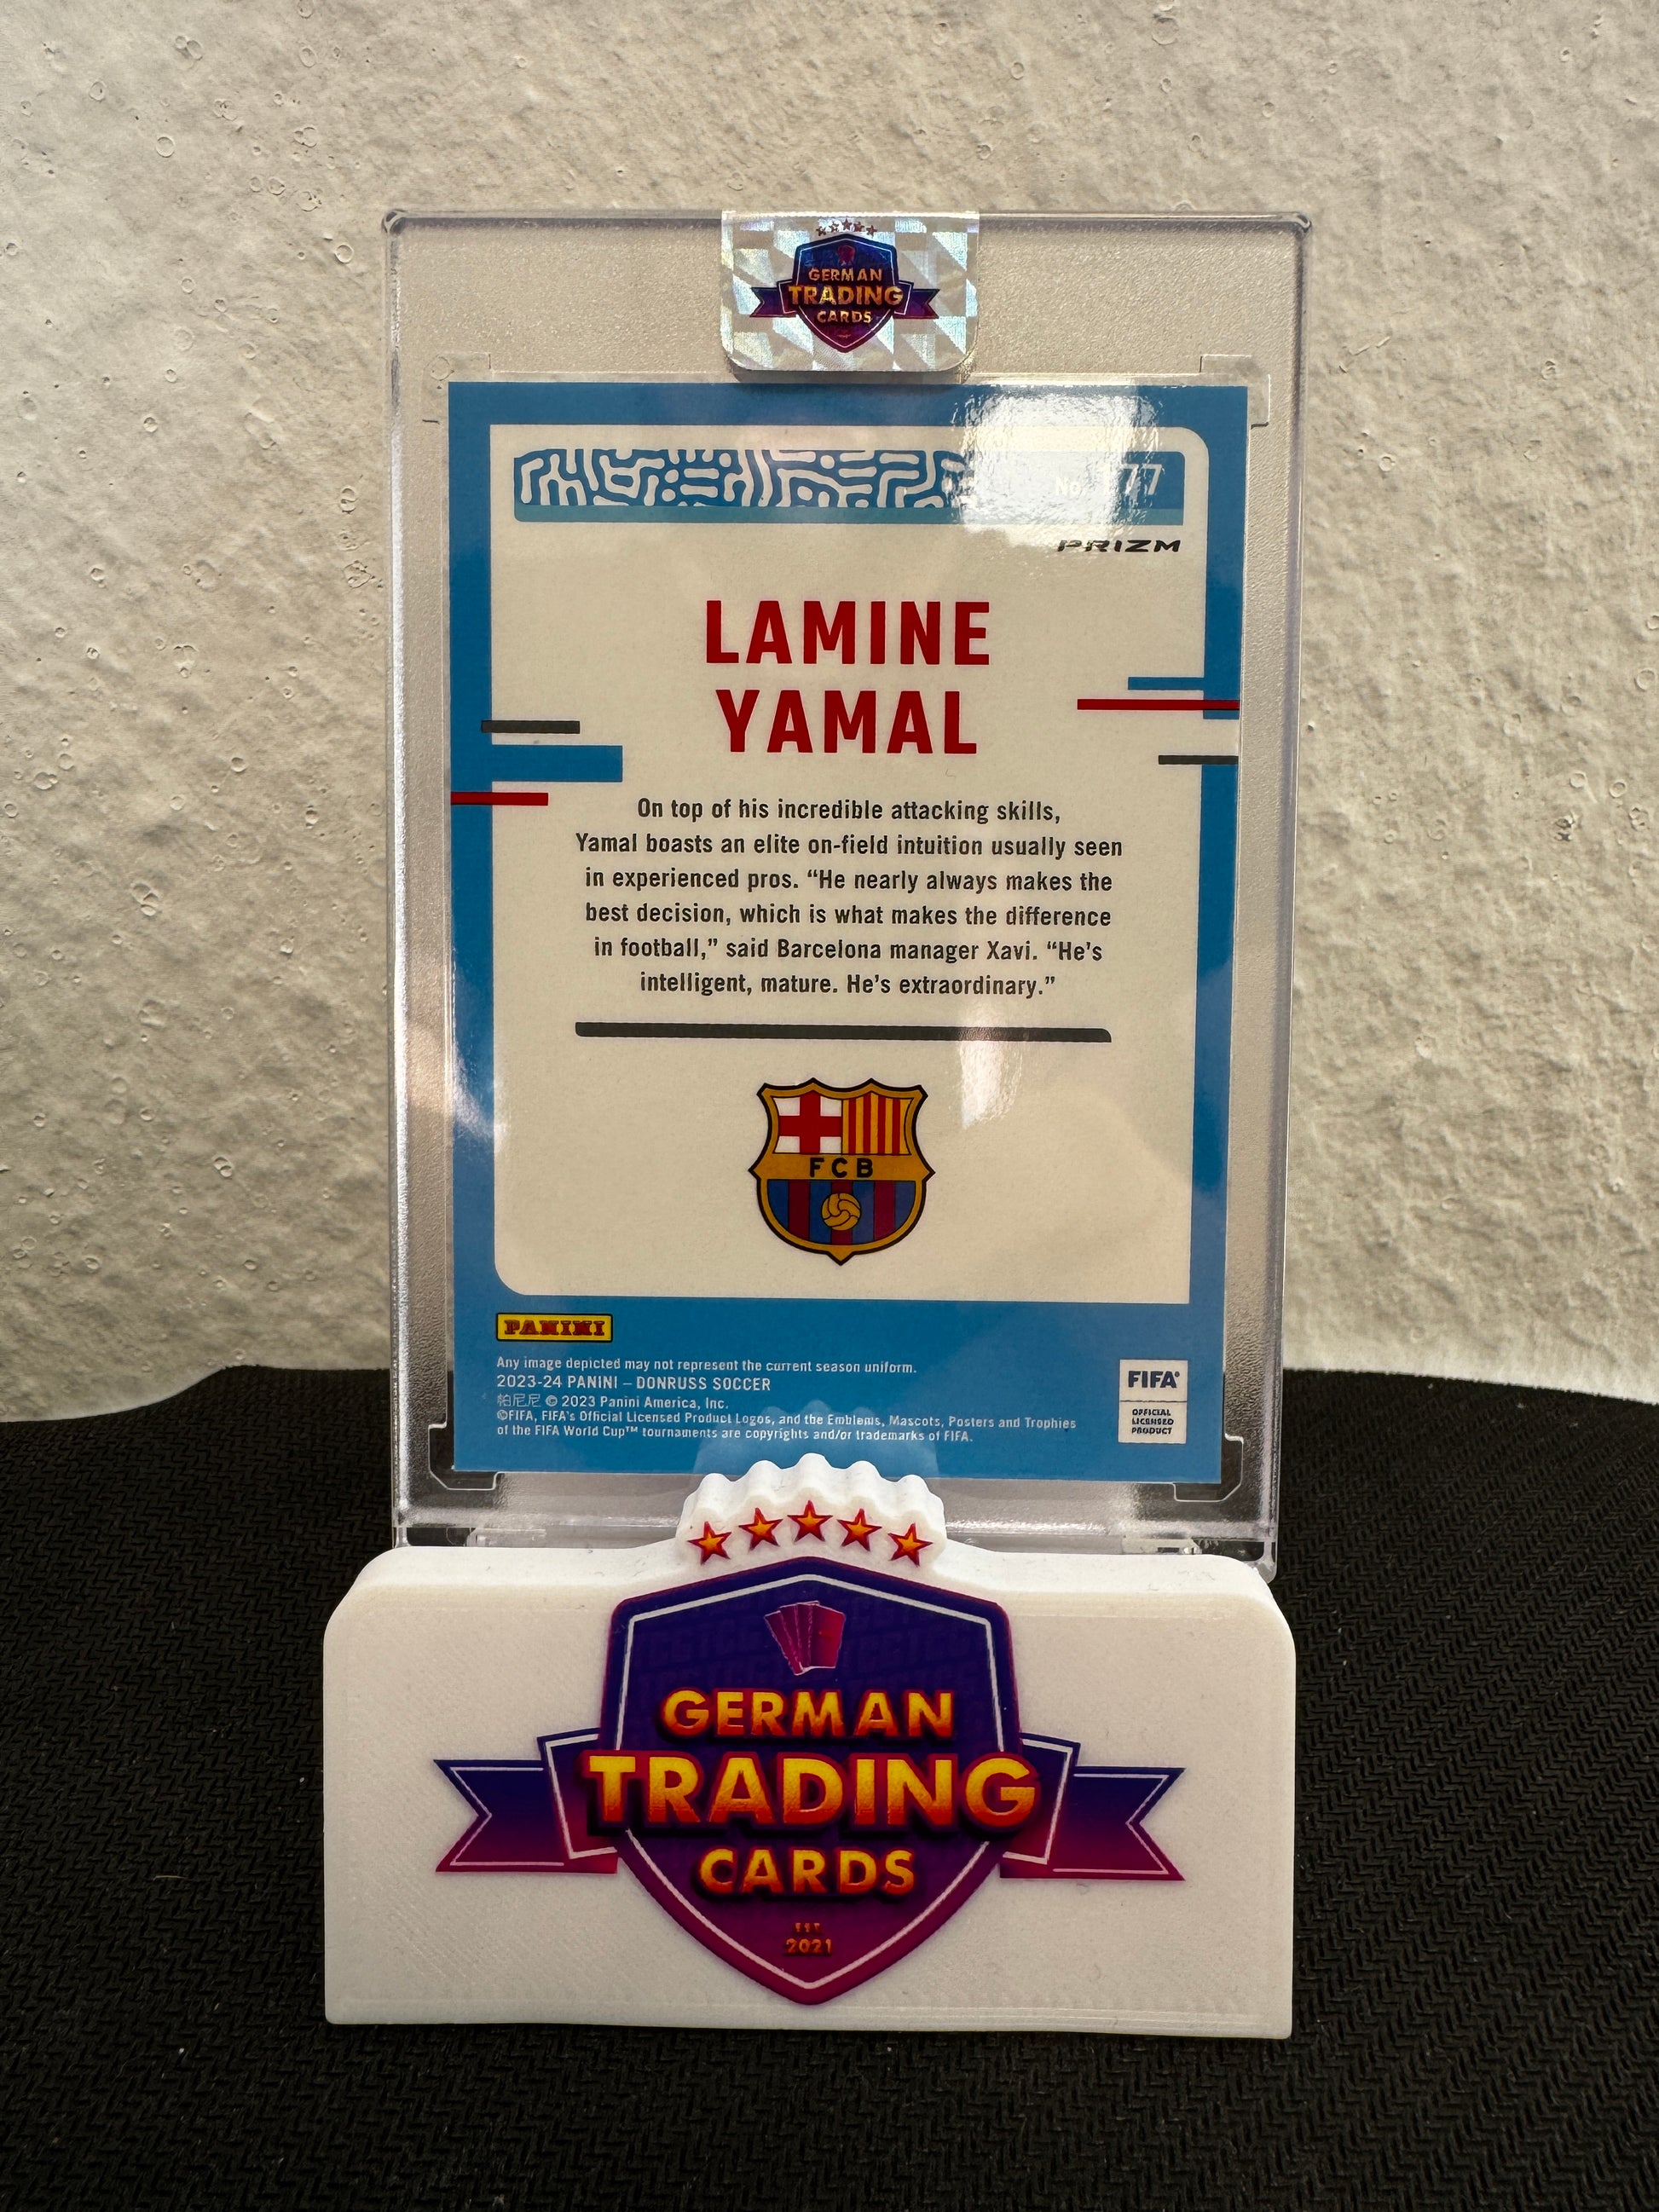 GERMAN
TRADING
CARDS
No.
PRIZM
LAMINE
YAMAL
On top of his incredible attacking skills,
Yamal boasts an elite on-field intuition usually seen
in experienced pros. “He nearly always makes the
best decision, which is what makes the difference
in football,” said Barcelona manager Xavi. “He’s
intelligent, mature. He’s extraordinary.”
FCB
PANINI
Any image depicted may not represent the current season uniform.
2023-24 PANINI – DONRUSS SOCCER
帕尼尼 © 2023 Panini America, Inc.
©FIFA, FIFA's Official Licensed Product Logos, and the Emblems, Mascots, Posters and Trophies
of the FIFA World Cup™ tournaments are copyrights and/or trademarks of FIFA.
FIFA®
OFFICIAL
LICENSED
PRODUCT
GERMAN
TRADING
CARDS
EST.
2021